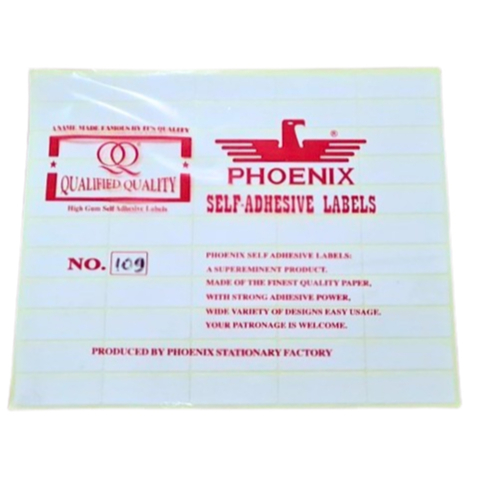 A NAME MADE FAMOUS BY IT'S QUALITY
QQ®
QUALIFIED QUALITY
High Gum Self Adhesive Labels
®
PHOENIX
SELF-ADHESIVE LABELS
NO. 109
PHOENIX SELF ADHESIVE LABELS:
A SUPEREMINENT PRODUCT.
MADE OF THE FINEST QUALITY PAPER,
WITH STRONG ADHESIVE POWER,
WIDE VARIETY OF DESIGNS EASY USAGE.
YOUR PATRONAGE IS WELCOME.
PRODUCED BY PHOENIX STATIONARY FACTORY